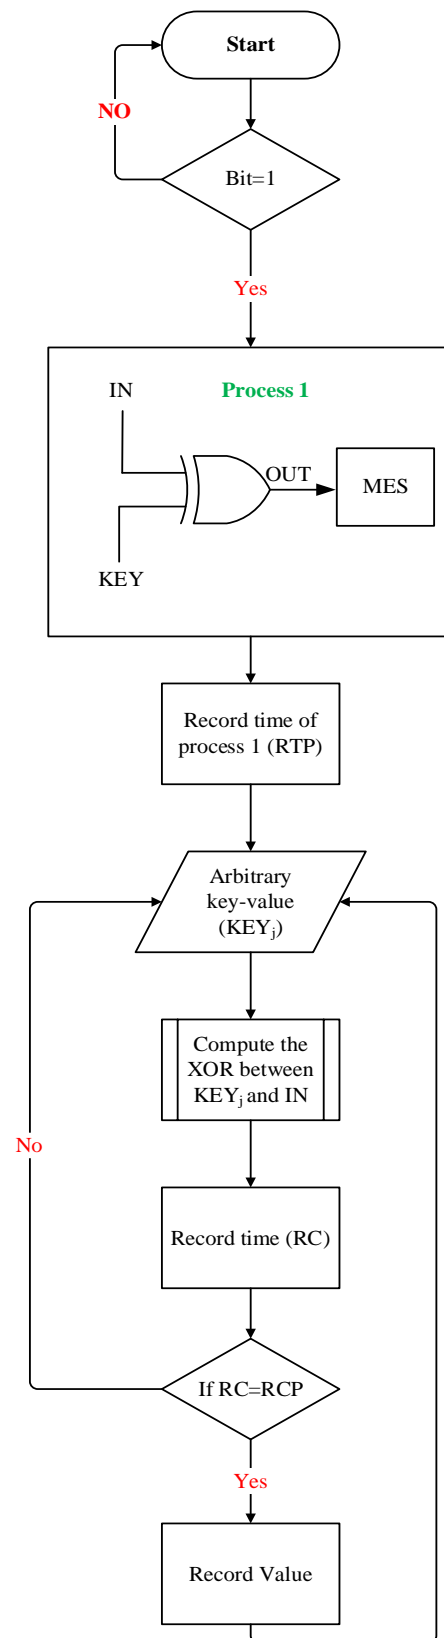 Start
NO
Bit=1
Yes
IN
Process 1
OUT
MES
KEY
Record time of
process 1 (RTP)
Arbitrary
key-value
(KEYj)
Compute the
XOR between
KEYj and IN
No
Record time (RC)
If RC=RCP
Yes
Record Value